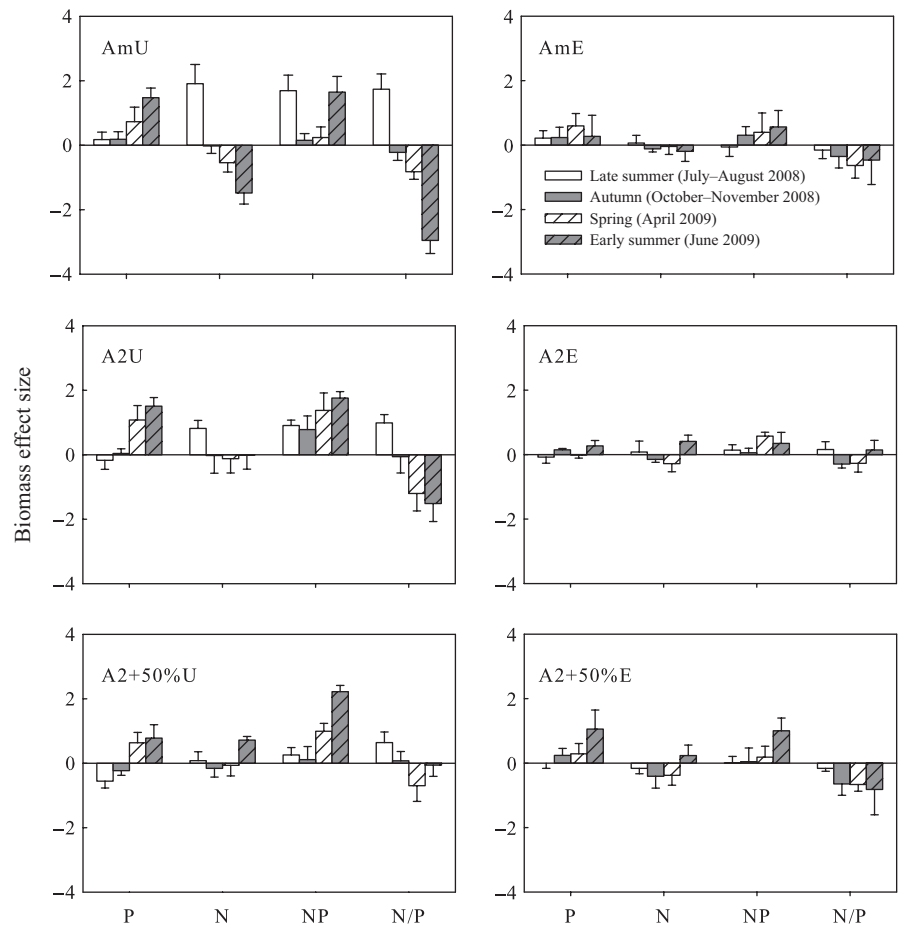 4
AmU
2
0
−2
−4
4
AmE
2
0
Late summer (July–August 2008)
Autumn (October–November 2008)
−2
Spring (April 2009)
Early summer (June 2009)
−4
Biomass effect size
4
A2U
2
0
−2
−4
4
A2E
2
0
−2
−4
4
A2+50%U
2
0
−2
−4
P N NP N/P
4
A2+50%E
2
0
−2
−4
P N NP N/P